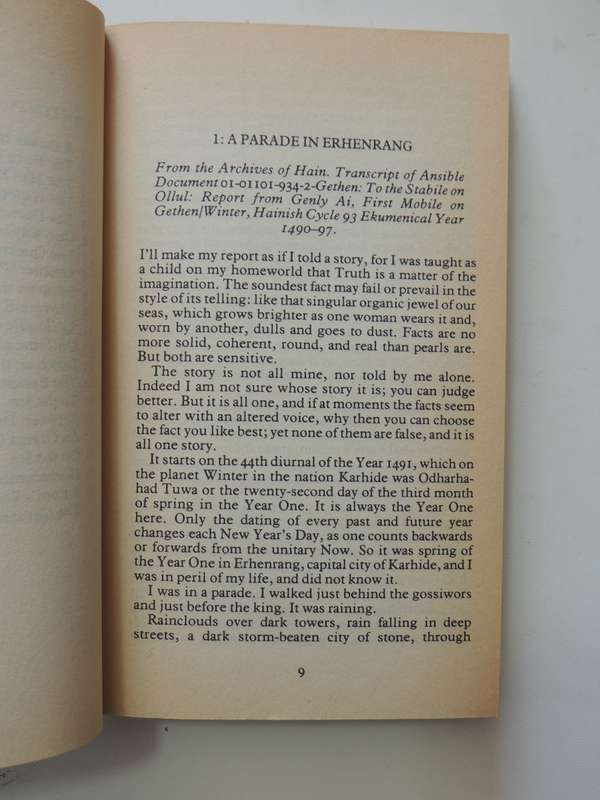 1: A PARADE IN ERHENRANG
From the Archives of Hain. Transcript of Ansible
Document 01-01101-934-2-Gethen: To the Stabile on
Ollul: Report from Genly Ai, First Mobile on
Gethen/Winter, Hainish Cycle 93 Ekumenical Year
1490–97.
I'll make my report as if I told a story, for I was taught as
a child on my homeworld that Truth is a matter of the
imagination. The soundest fact may fail or prevail in the
style of its telling: like that singular organic jewel of our
seas, which grows brighter as one woman wears it and,
worn by another, dulls and goes to dust. Facts are no
more solid, coherent, round, and real than pearls are.
But both are sensitive.
The story is not all mine, nor told by me alone.
Indeed I am not sure whose story it is; you can judge
better. But it is all one, and if at moments the facts seem
to alter with an altered voice, why then you can choose
the fact you like best; yet none of them are false, and it is
all one story.
It starts on the 44th diurnal of the Year 1491, which on
the planet Winter in the nation Karhide was Odharha-
had Tuwa or the twenty-second day of the third month
of spring in the Year One. It is always the Year One
here. Only the dating of every past and future year
changes each New Year's Day, as one counts backwards
or forwards from the unitary Now. So it was spring of
the Year One in Erhenrang, capital city of Karhide, and I
was in peril of my life, and did not know it.
I was in a parade. I walked just behind the gossiwors
and just before the king. It was raining.
Rainclouds over dark towers, rain falling in deep
streets, a dark storm-beaten city of stone, through
9